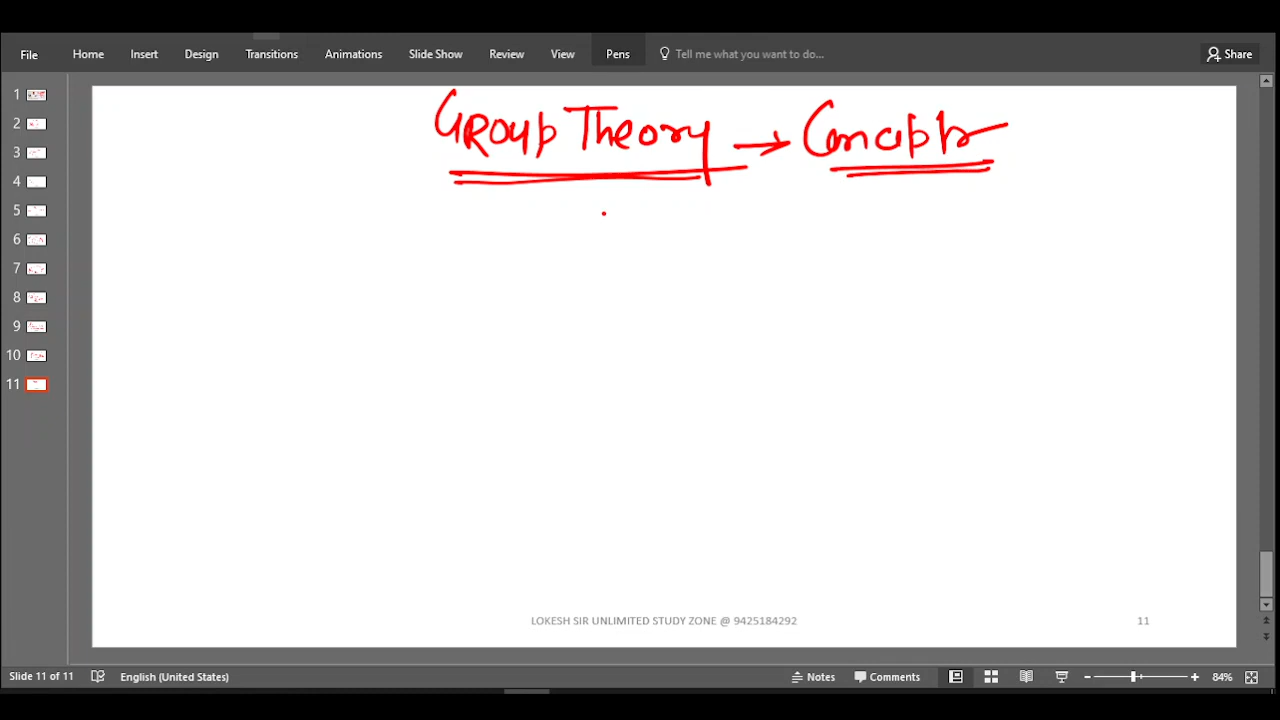 File Home Insert Design Transitions Animations Slide Show Review View Pens Tell me what you want to do... Share
GROUP Theory → Concepts
1
2
3
4
5
6
7
8
9
10
11
LOKESH SIR UNLIMITED STUDY ZONE @ 9425184292 11
Slide 11 of 11 English (United States) Notes Comments 84%